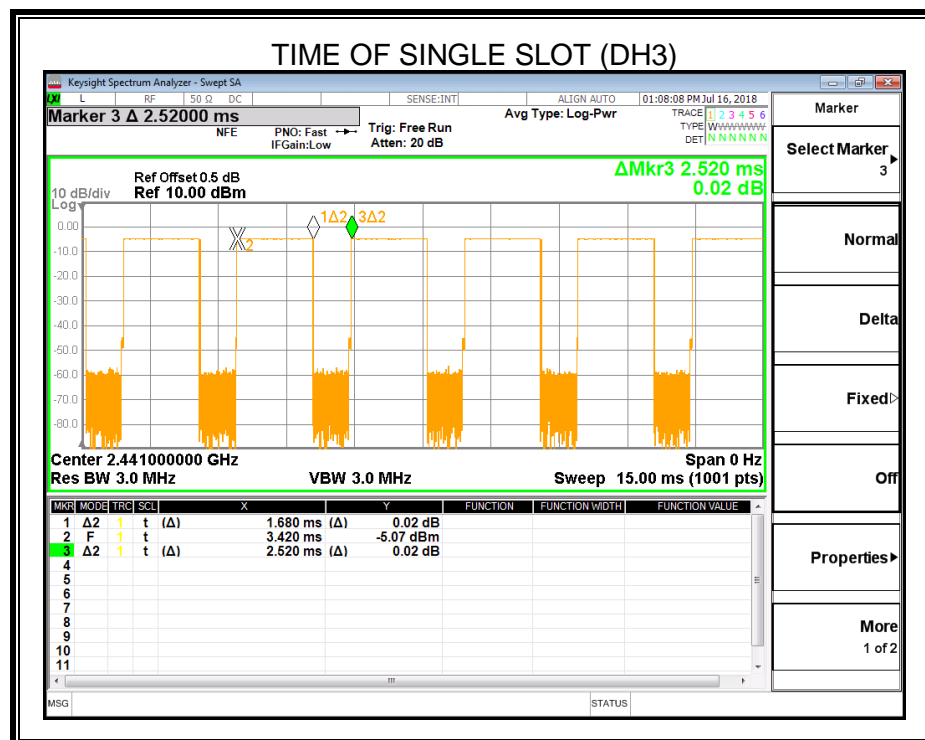 TIME OF SINGLE SLOT (DH3)
Keysight Spectrum Analyzer - Swept SA
LXI L RF 50 Ω DC SENSE:INT ALIGN AUTO 01:08:08 PM Jul 16, 2018
Marker 3 Δ 2.52000 ms
NFE
PNO: Fast
IFGain:Low
Trig: Free Run
Atten: 20 dB
Avg Type: Log-Pwr
TRACE 1 2 3 4 5 6
TYPE WWWWWW
DET N N N N N N
ΔMkr3 2.520 ms
0.02 dB
Ref Offset 0.5 dB
10 dB/div Ref 10.00 dBm
Log
1Δ2 3Δ2
0.00
2
-10.0
-20.0
-30.0
-40.0
-50.0
-60.0
-70.0
-80.0
Center 2.441000000 GHz Span 0 Hz
Res BW 3.0 MHz VBW 3.0 MHz Sweep 15.00 ms (1001 pts)
MKR MODE TRC SCL X Y FUNCTION FUNCTION WIDTH FUNCTION VALUE
1 Δ2 1 t (Δ) 1.680 ms (Δ) 0.02 dB
2 F 1 t 3.420 ms -5.07 dBm
3 Δ2 1 t (Δ) 2.520 ms (Δ) 0.02 dB
4
5
6
7
8
9
10
11
MSG STATUS
Marker
Select Marker
3
Normal
Delta
Fixed
Off
Properties
More
1 of 2